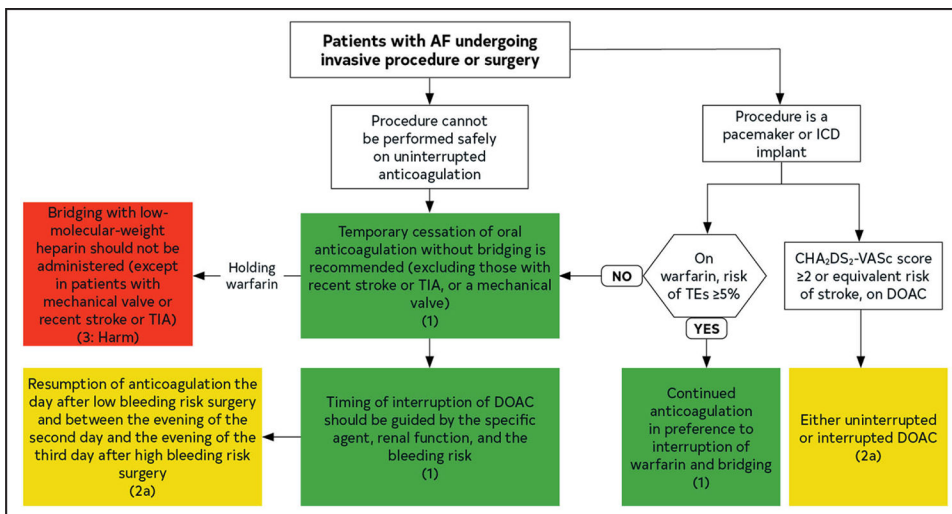 Patients with AF undergoing
invasive procedure or surgery
Procedure cannot
be performed safely
on uninterrupted
anticoagulation
Procedure is a
pacemaker or ICD
implant
Bridging with low-
molecular-weight
heparin should not be
administered (except
in patients with
mechanical valve or
recent stroke or TIA)
(3: Harm)
Holding
warfarin
Temporary cessation of oral
anticoagulation without bridging is
recommended (excluding those with
recent stroke or TIA, or a mechanical
valve)
(1)
NO
On
warfarin, risk
of TEs ≥5%
YES
CHA₂DS₂-VASc score
≥2 or equivalent risk
of stroke, on DOAC
Resumption of anticoagulation the
day after low bleeding risk surgery
and between the evening of the
second day and the evening of the
third day after high bleeding risk
surgery
(2a)
Timing of interruption of DOAC
should be guided by the specific
agent, renal function, and the
bleeding risk
(1)
Continued
anticoagulation
in preference to
interruption of
warfarin and bridging
(1)
Either uninterrupted
or interrupted DOAC
(2a)